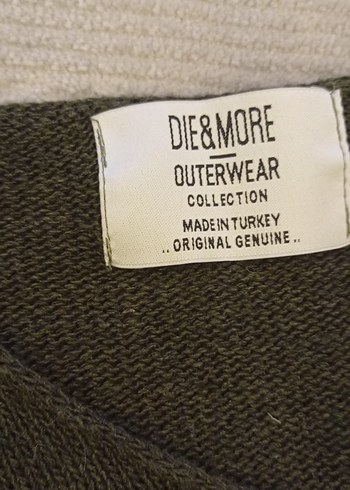 DIE&MORE
OUTERWEAR
COLLECTION
MADE IN TURKEY
.. ORIGINAL GENUINE ..